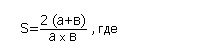 S=2 (а+в)/а х в , где